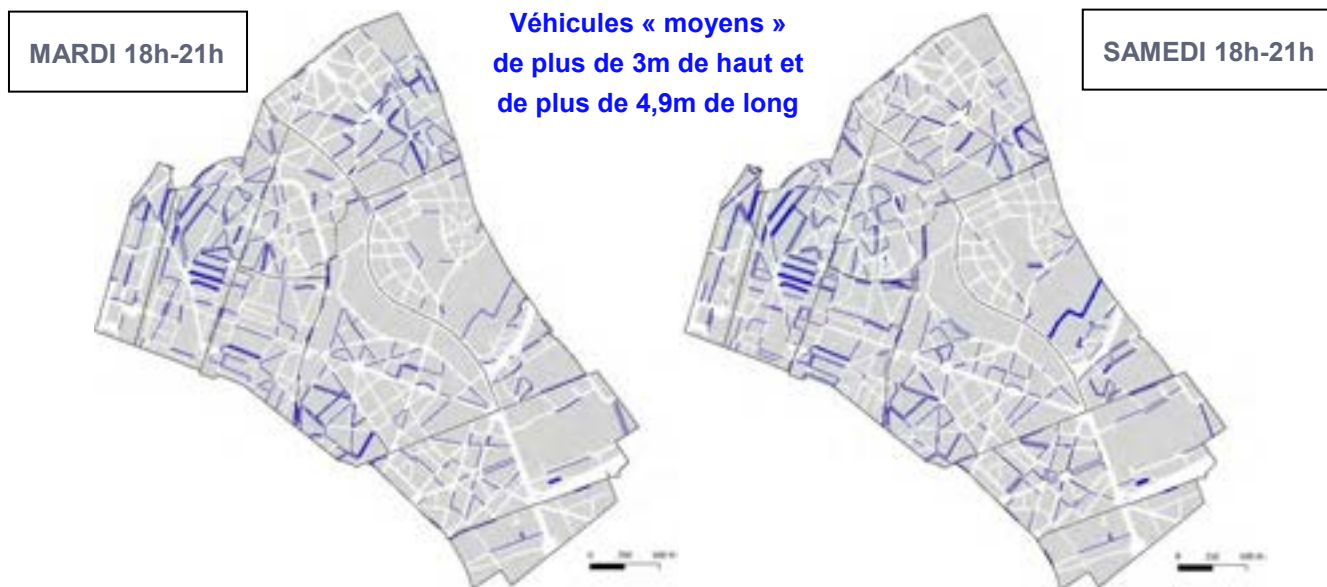 MARDI 18h-21h
Véhicules « moyens »
de plus de 3m de haut et
de plus de 4,9m de long
SAMEDI 18h-21h